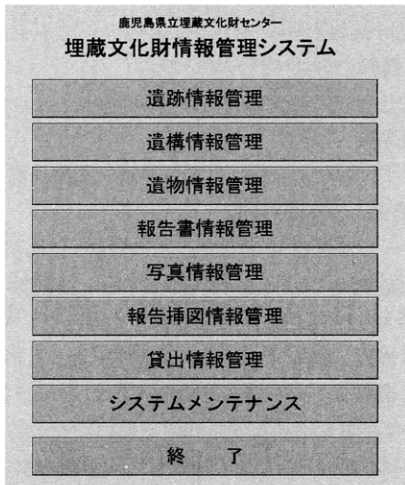 鹿児島県立埋蔵文化財センター
埋蔵文化財情報管理システム
遺跡情報管理
遺構情報管理
遺物情報管理
報告書情報管理
写真情報管理
報告挿図情報管理
貸出情報管理
システムメンテナンス
終　了